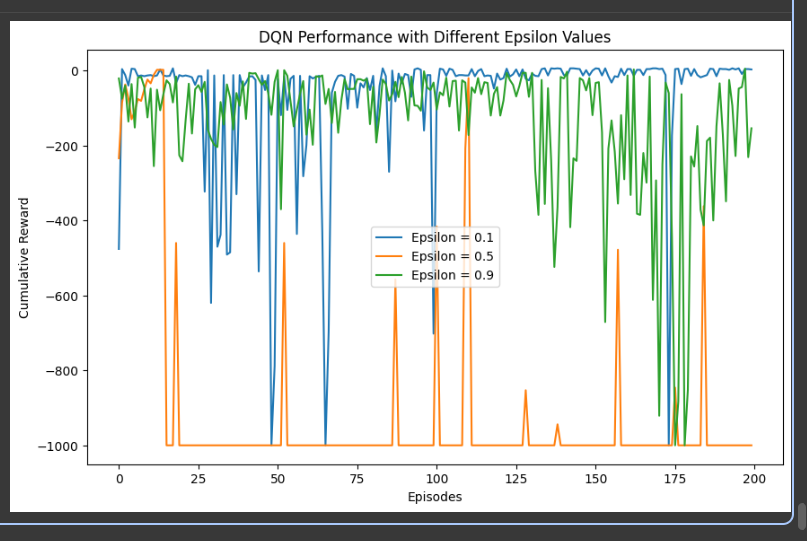 DQN Performance with Different Epsilon Values
0
−200
−400
−600
−800
−1000
Cumulative Reward
Epsilon = 0.1
Epsilon = 0.5
Epsilon = 0.9
0 25 50 75 100 125 150 175 200
Episodes